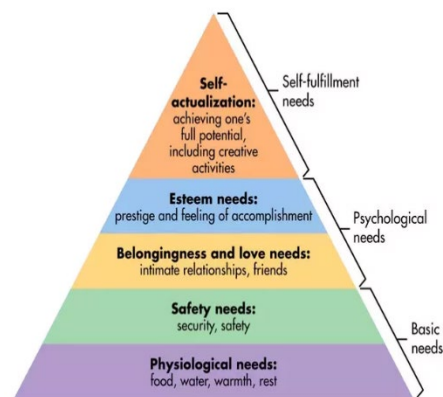 Self-
actualization:
achieving one's
full potential,
including creative
activities
Self-fulfillment
needs
Esteem needs:
prestige and feeling of accomplishment
Psychological
needs
Belongingness and love needs:
intimate relationships, friends
Safety needs:
security, safety
Basic
needs
Physiological needs:
food, water, warmth, rest